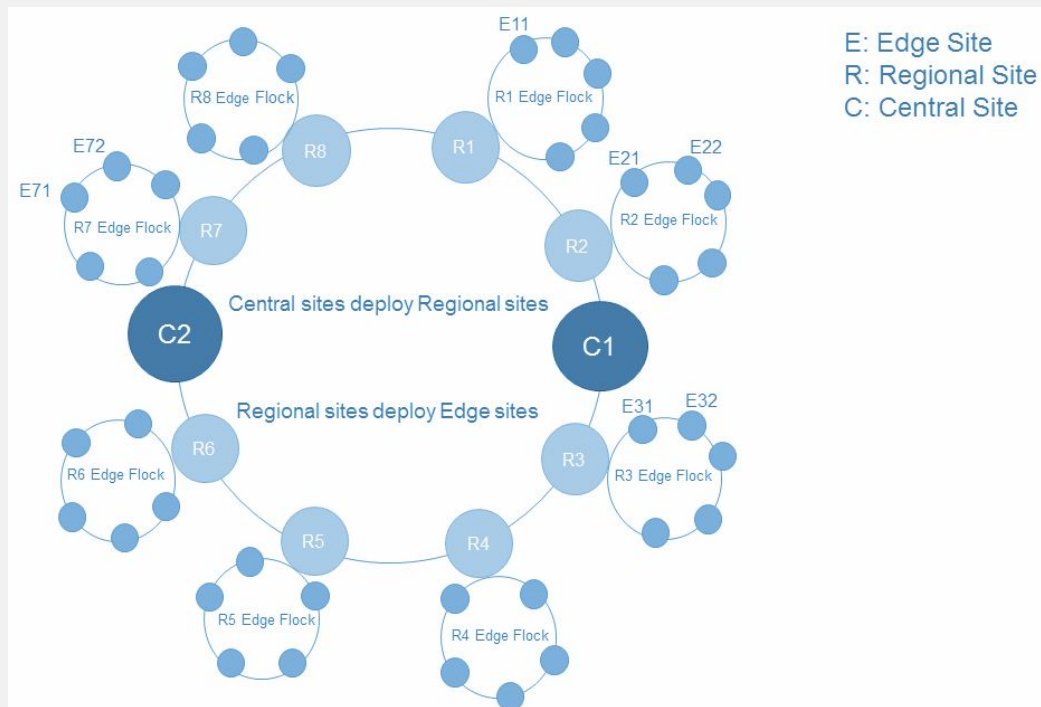 E11
E: Edge Site
R: Regional Site
C: Central Site
R8 Edge Flock
R1 Edge Flock
E72
R8
R1
E21
E22
E71
R7 Edge Flock
R7
R2
R2 Edge Flock
Central sites deploy Regional sites
C2
C1
Regional sites deploy Edge sites
E31
E32
R6
R3
R6 Edge Flock
R3 Edge Flock
R5
R4
R5 Edge Flock
R4 Edge Flock